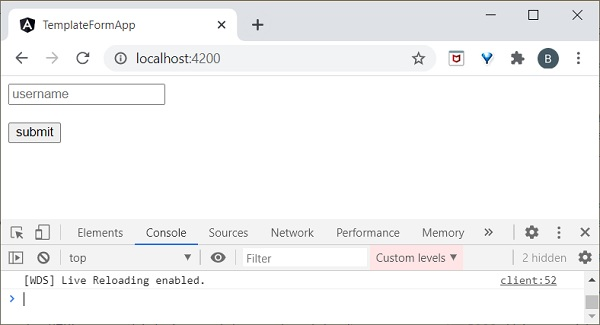 TemplateFormApp
localhost:4200
B
username
submit
Elements Console Sources Network Performance Memory »
top Filter Custom levels ▼ 2 hidden
[WDS] Live Reloading enabled. client:52
>